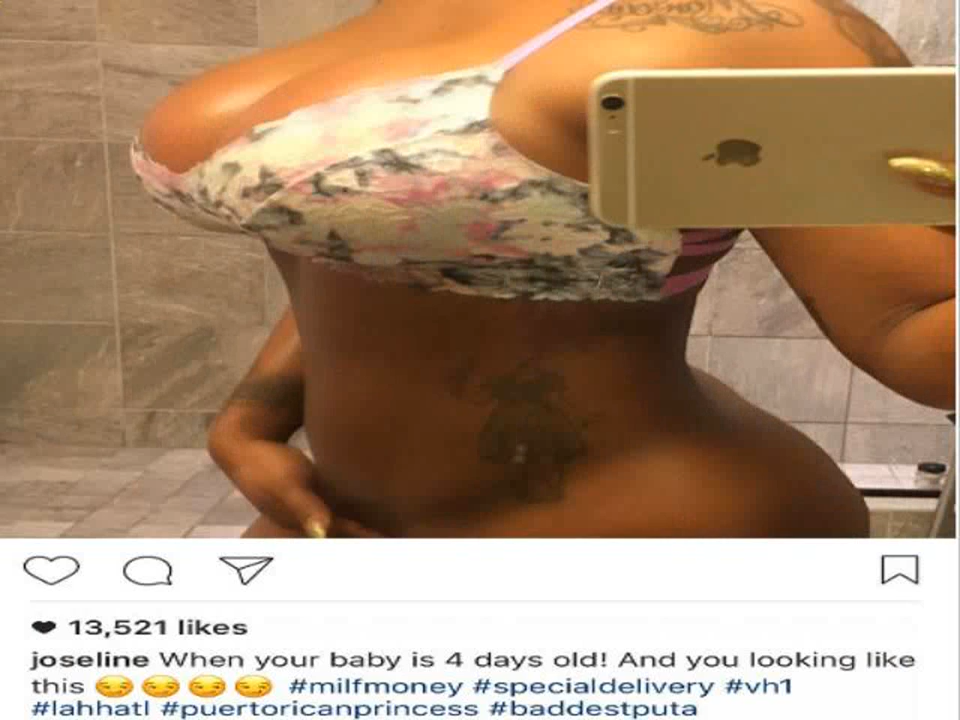 13,521 likes
joseline When your baby is 4 days old! And you looking like
this 😏😏😏😏 #milfmoney #specialdelivery #vh1
#lahhatl #puertoricanprincess #baddestputa